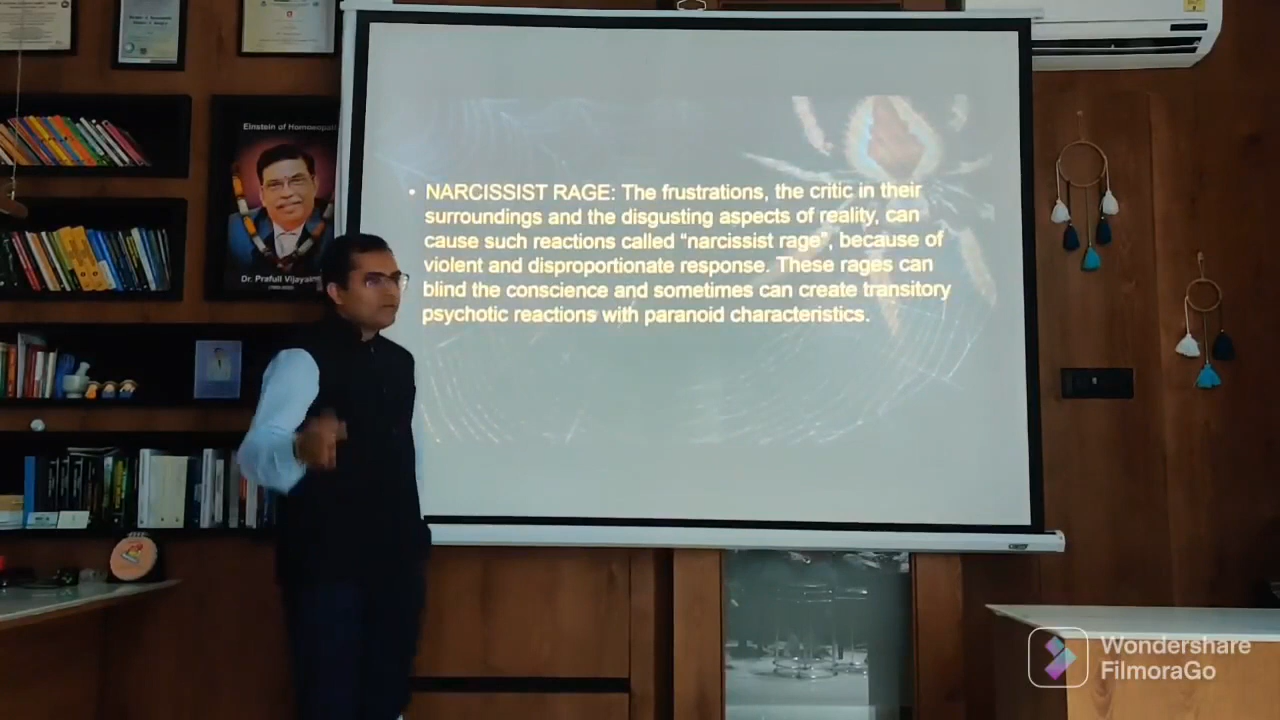 Einstein of Homoeopat
Dr. Prafull Vijayak
• NARCISSIST RAGE: The frustrations, the critic in their
surroundings and the disgusting aspects of reality, can
cause such reactions called "narcissist rage", because of
violent and disproportionate response. These rages can
blind the conscience and sometimes can create transitory
psychotic reactions with paranoid characteristics.
Wondershare
FilmoraGo